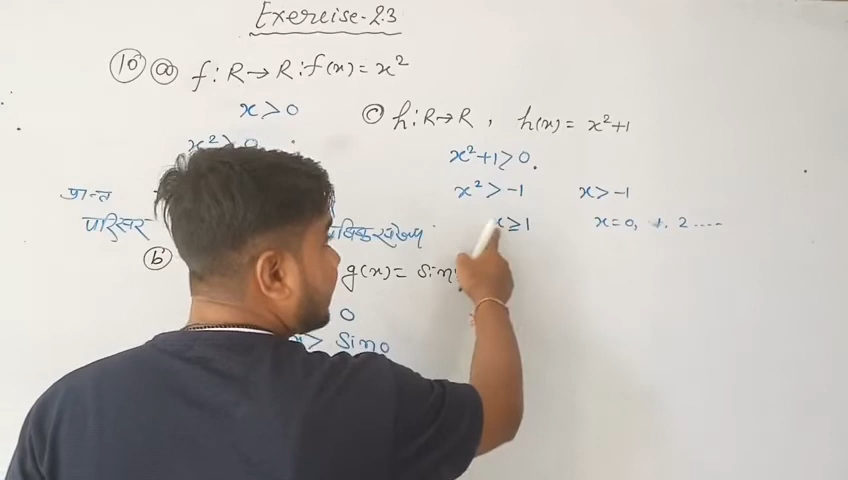 Exercise-2.3
10 a f: R→R: f(x) = x²
x > 0
x² > 0
प्रान्त
परिसर
b g(x) = Sin
0
> Sin0
c h: R→R, h(x) = x²+1
x²+1 ≥ 0.
x² > -1 x > -1
x ≥ 1 x = 0, 1. 2 ....